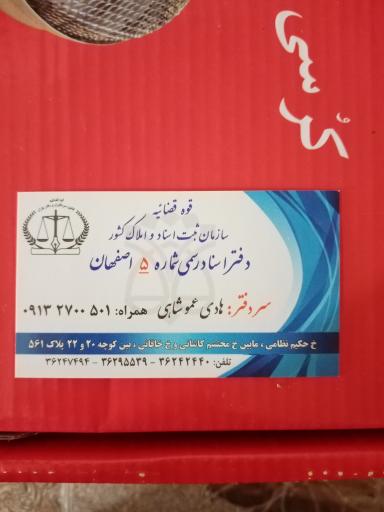 کرسی
قوه قضائیه
سازمان ثبت اسناد و املاک کشور
دفتر اسناد رسمی شماره ۵ اصفهان
سردفتر: هادی عموشاهی همراه: ۰۹۱۳ ۲۷۰۰ ۵۰۱
خ حکیم نظامی، مابین خ محتشم کاشانی و خ خاقانی، بین کوچه ۲۰ و ۲۲ پلاک ۵۶۱
تلفن: ۳۶۲۴۲۴۴۰ - ۳۶۲۹۵۵۳۹ - ۳۶۲۴۷۴۹۴